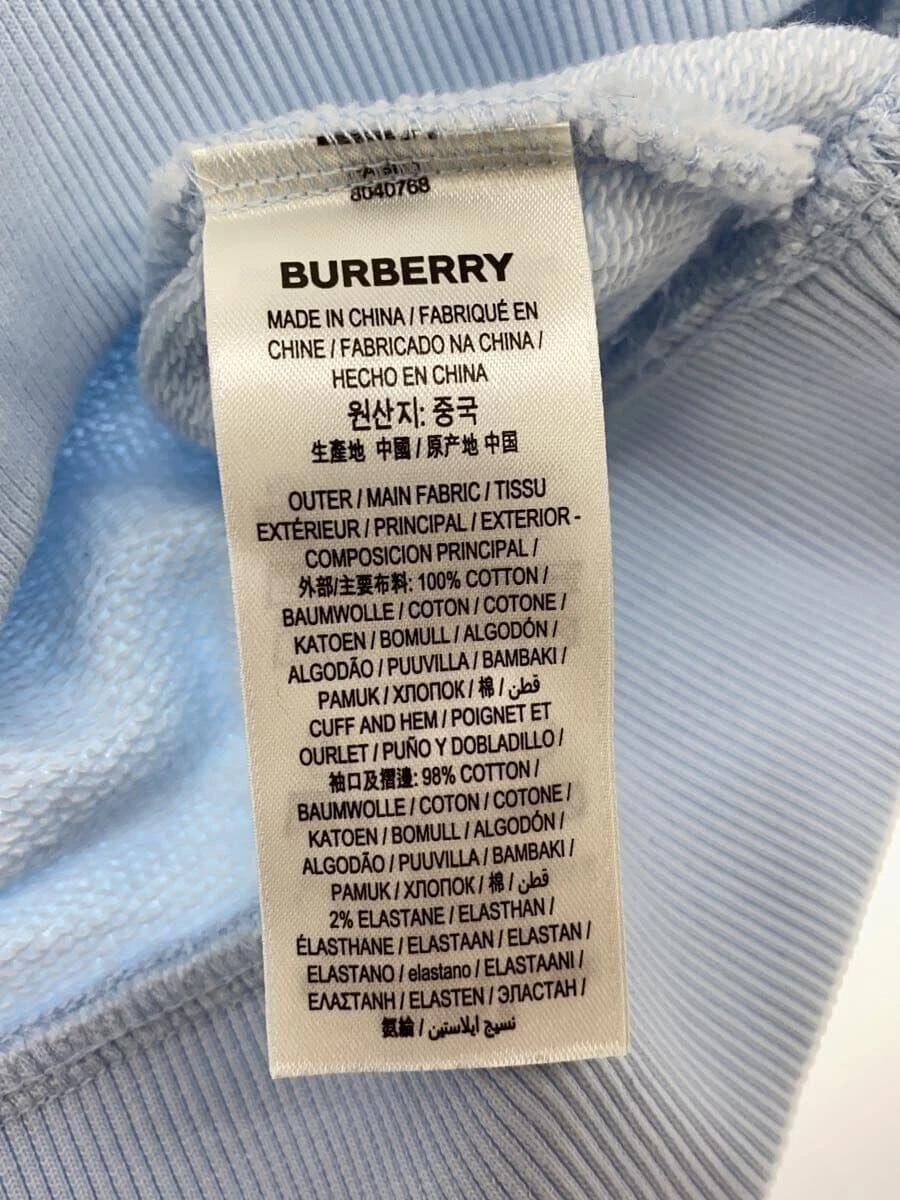 8040768
BURBERRY
MADE IN CHINA / FABRIQUÉ EN
CHINE / FABRICADO NA CHINA /
HECHO EN CHINA
원산지: 중국
生產地 中國 / 原产地 中国
OUTER / MAIN FABRIC / TISSU
EXTÉRIEUR / PRINCIPAL / EXTERIOR -
COMPOSICION PRINCIPAL /
外部/主要布料: 100% COTTON /
BAUMWOLLE / COTON / COTONE /
KATOEN / BOMULL / ALGODÓN /
ALGODÃO / PUUVILLA / BAMBAKI /
PAMUK / ХЛОПОК / 棉 / قطن
CUFF AND HEM / POIGNET ET
OURLET / PUÑO Y DOBLADILLO /
袖口及摺邊: 98% COTTON /
BAUMWOLLE / COTON / COTONE /
KATOEN / BOMULL / ALGODÓN /
ALGODÃO / PUUVILLA / BAMBAKI /
PAMUK / ХЛОПОК / 棉 / قطن
2% ELASTANE / ELASTHAN /
ÉLASTHANE / ELASTAAN / ELASTAN /
ELASTANO / elastano / ELASTAANI /
ΕΛΑΣΤΑΝΗ / ELASTEN / ЭЛАСТАН /
氨綸 / نسيج ايلاستين